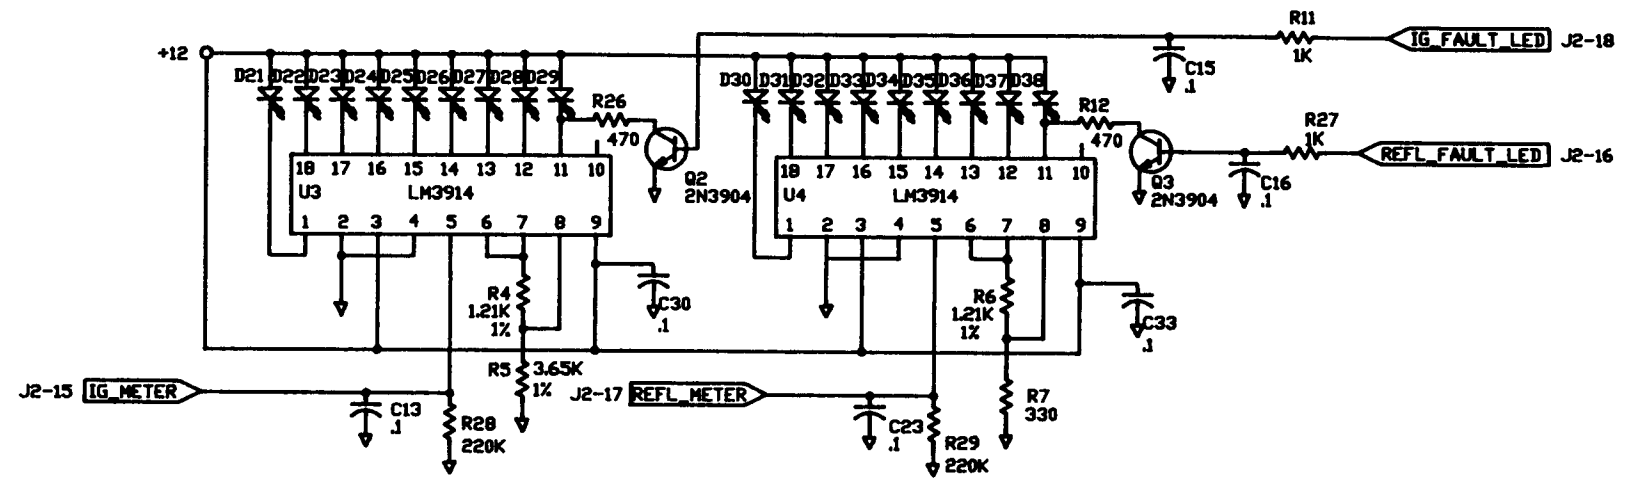 R11
IG_FAULT_LED J2-18
1K
C15
.1
+12
D21 D22 D23 D24 D25 D26 D27 D28 D29
D30 D31 D32 D33 D34 D35 D36 D37 D38
R26
470
R12
470
R27
1K
REFL_FAULT_LED J2-16
C16
.1
Q2
2N3904
Q3
2N3904
18 17 16 15 14 13 12 11 10
U3 LM3914
1 2 3 4 5 6 7 8 9
18 17 16 15 14 13 12 11 10
U4 LM3914
1 2 3 4 5 6 7 8 9
R4
1.21K
1%
C30
.1
R6
1.21K
1%
C33
.1
R5 3.65K
1%
J2-15 IG_METER
C13
.1
R28
220K
J2-17 REFL_METER
C23
.1
R29
220K
R7
330